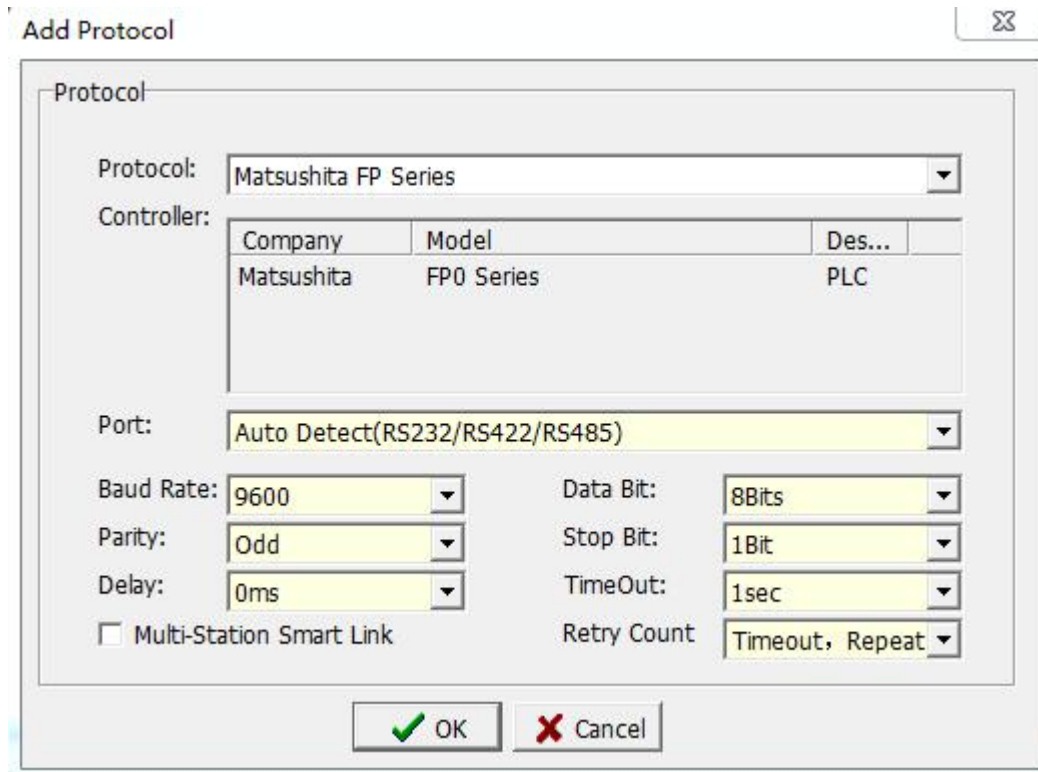 Add Protocol
Protocol
Protocol: Matsushita FP Series
Controller:
Company Model Des...
Matsushita FP0 Series PLC
Port: Auto Detect(RS232/RS422/RS485)
Baud Rate: 9600 Data Bit: 8Bits
Parity: Odd Stop Bit: 1Bit
Delay: 0ms TimeOut: 1sec
Multi-Station Smart Link Retry Count Timeout，Repeat
OK Cancel